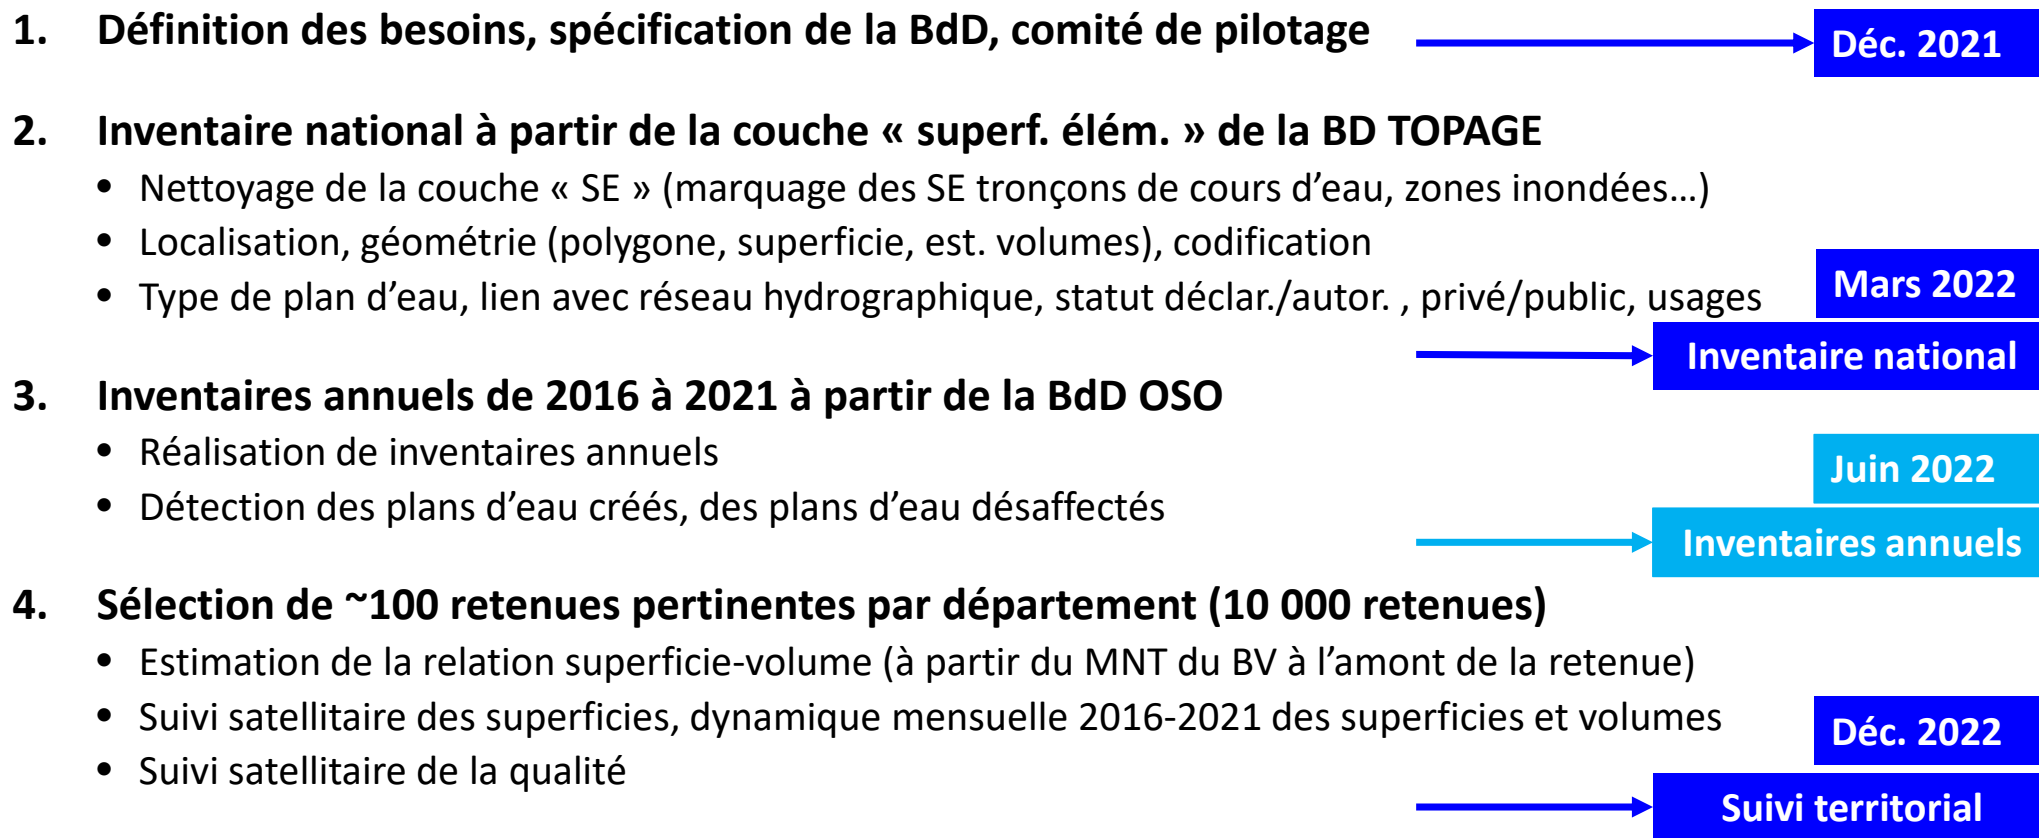 1. Définition des besoins, spécification de la BdD, comité de pilotage
Déc. 2021
2. Inventaire national à partir de la couche « superf. élém. » de la BD TOPAGE
• Nettoyage de la couche « SE » (marquage des SE tronçons de cours d’eau, zones inondées…)
• Localisation, géométrie (polygone, superficie, est. volumes), codification
• Type de plan d’eau, lien avec réseau hydrographique, statut déclar./autor. , privé/public, usages
Mars 2022
Inventaire national
3. Inventaires annuels de 2016 à 2021 à partir de la BdD OSO
• Réalisation de inventaires annuels
• Détection des plans d’eau créés, des plans d’eau désaffectés
Juin 2022
Inventaires annuels
4. Sélection de ~100 retenues pertinentes par département (10 000 retenues)
• Estimation de la relation superficie-volume (à partir du MNT du BV à l’amont de la retenue)
• Suivi satellitaire des superficies, dynamique mensuelle 2016-2021 des superficies et volumes
• Suivi satellitaire de la qualité
Déc. 2022
Suivi territorial